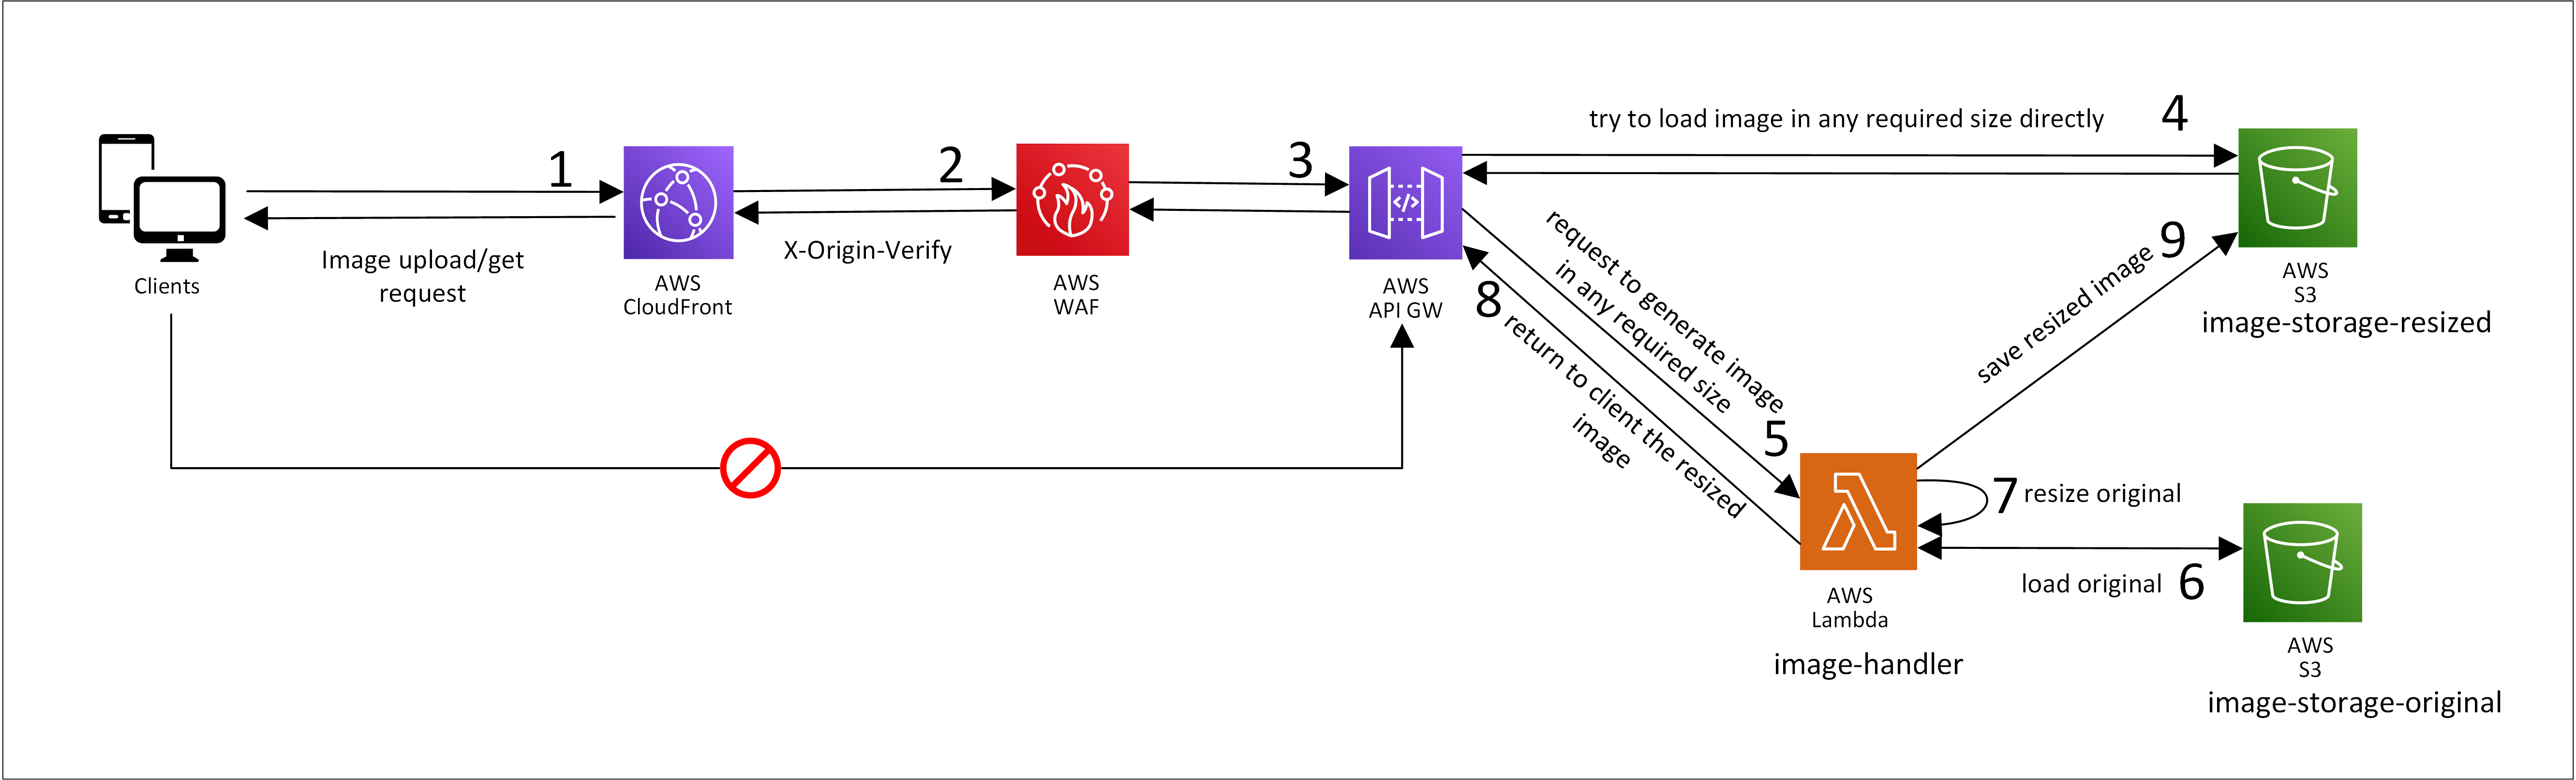 1
2
3
4
try to load image in any required size directly
Clients
Image upload/get
request
AWS
CloudFront
X-Origin-Verify
AWS
WAF
</>
AWS
API GW
request to generate image
in any required size
5
8
return to client the resized
image
save resized image
9
AWS
S3
image-storage-resized
7
resize original
load original
6
AWS
Lambda
image-handler
AWS
S3
image-storage-original